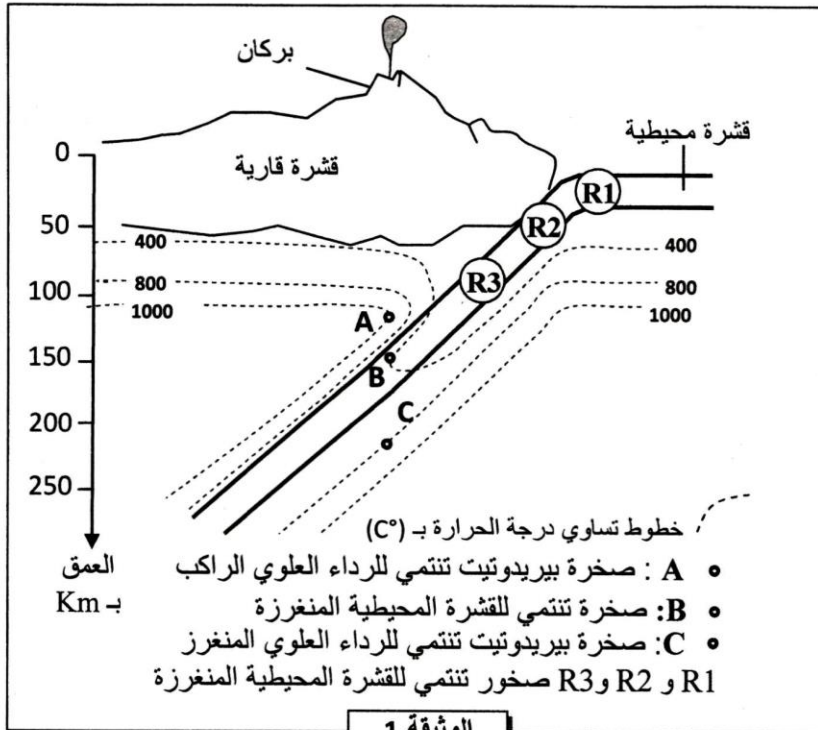 بركان
قشرة محيطية
قشرة قارية
0
50
100
150
200
250
العمق
بـ Km
400
800
1000
400
800
1000
R1
R2
R3
A
B
C
خطوط تساوي درجة الحرارة بـ (C°)
A : صخرة بيريدوتيت تنتمي للرداء العلوي الراكب
B: صخرة تنتمي للقشرة المحيطية المنغرزة
C: صخرة بيريدوتيت تنتمي للرداء العلوي المنغرز
R1 و R2 وR3 صخور تنتمي للقشرة المحيطية المنغرزة
الوثيقة 1